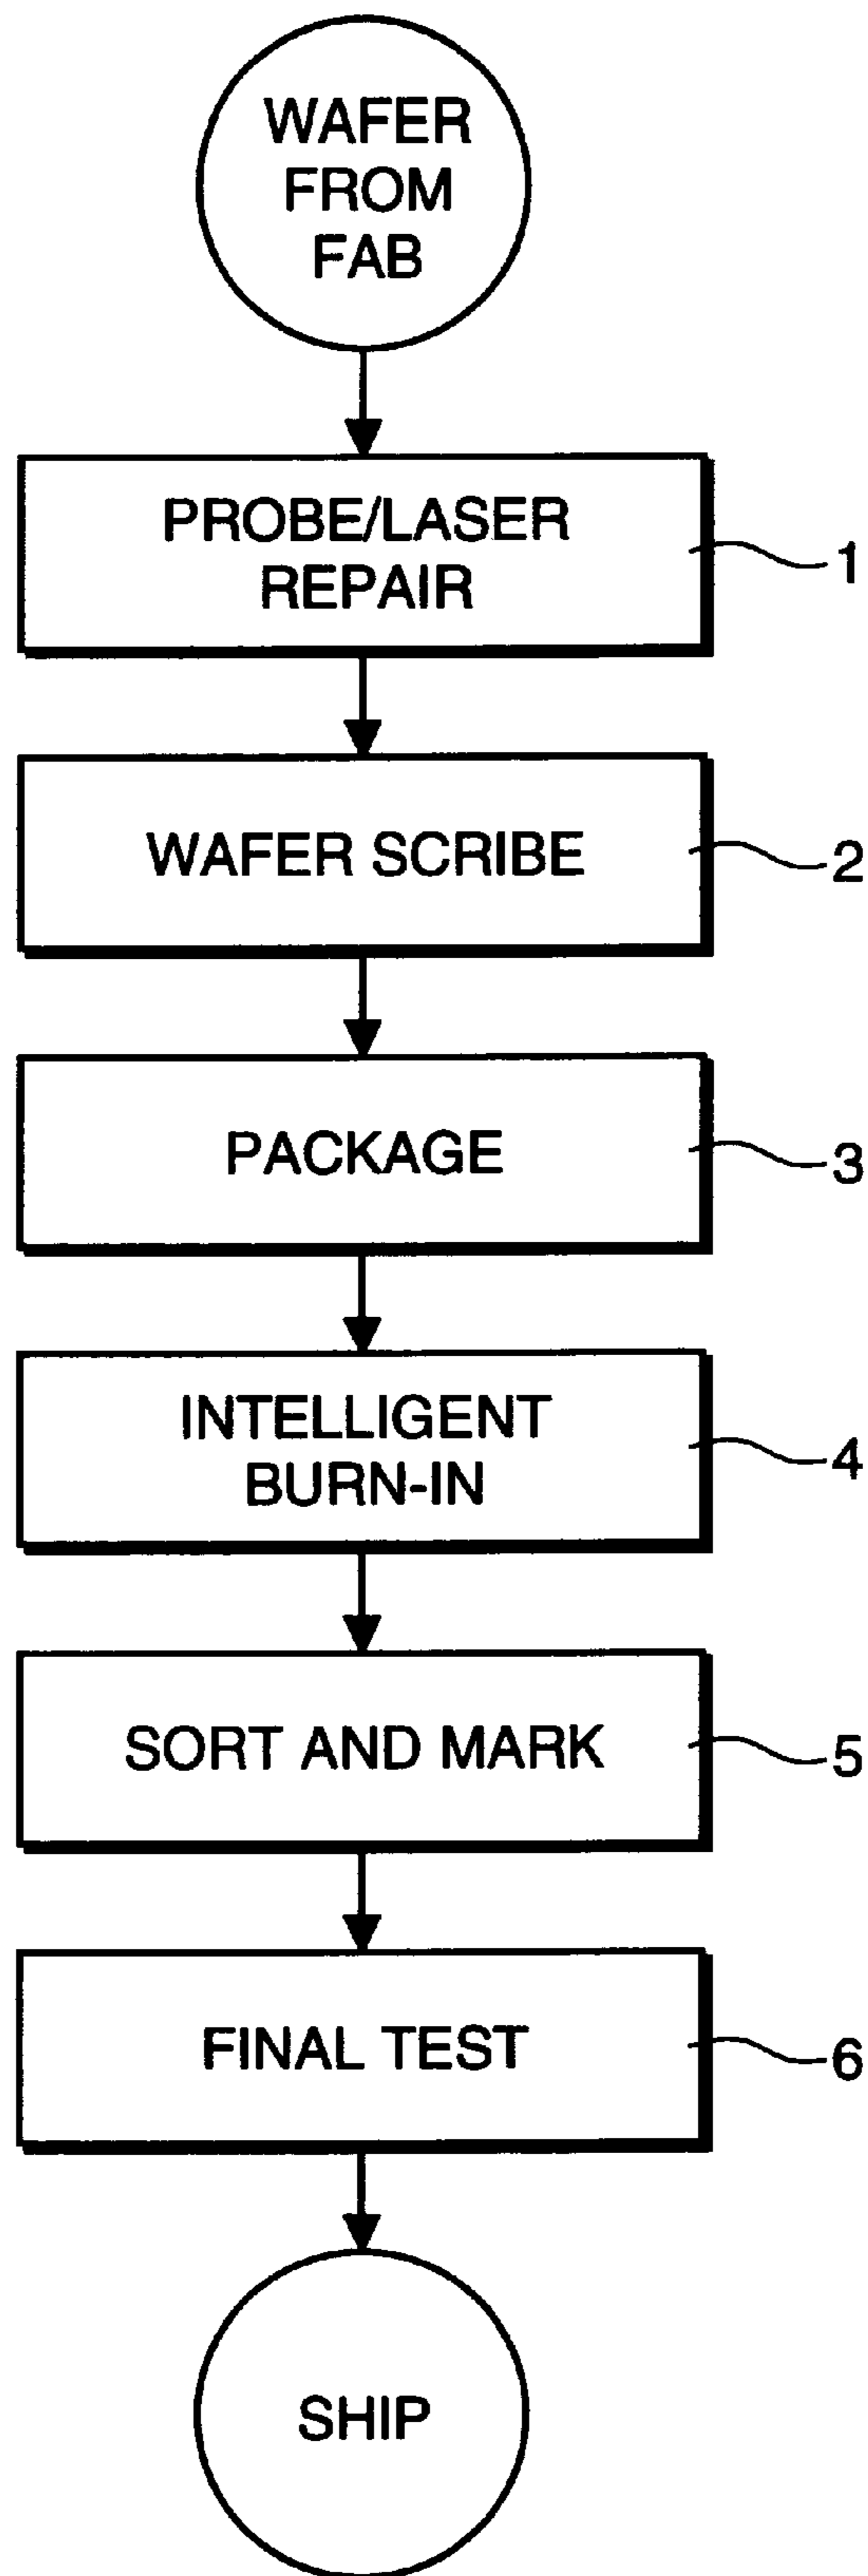 WAFER
FROM
FAB
PROBE/LASER
REPAIR
1
WAFER SCRIBE
2
PACKAGE
3
INTELLIGENT
BURN-IN
4
SORT AND MARK
5
FINAL TEST
6
SHIP